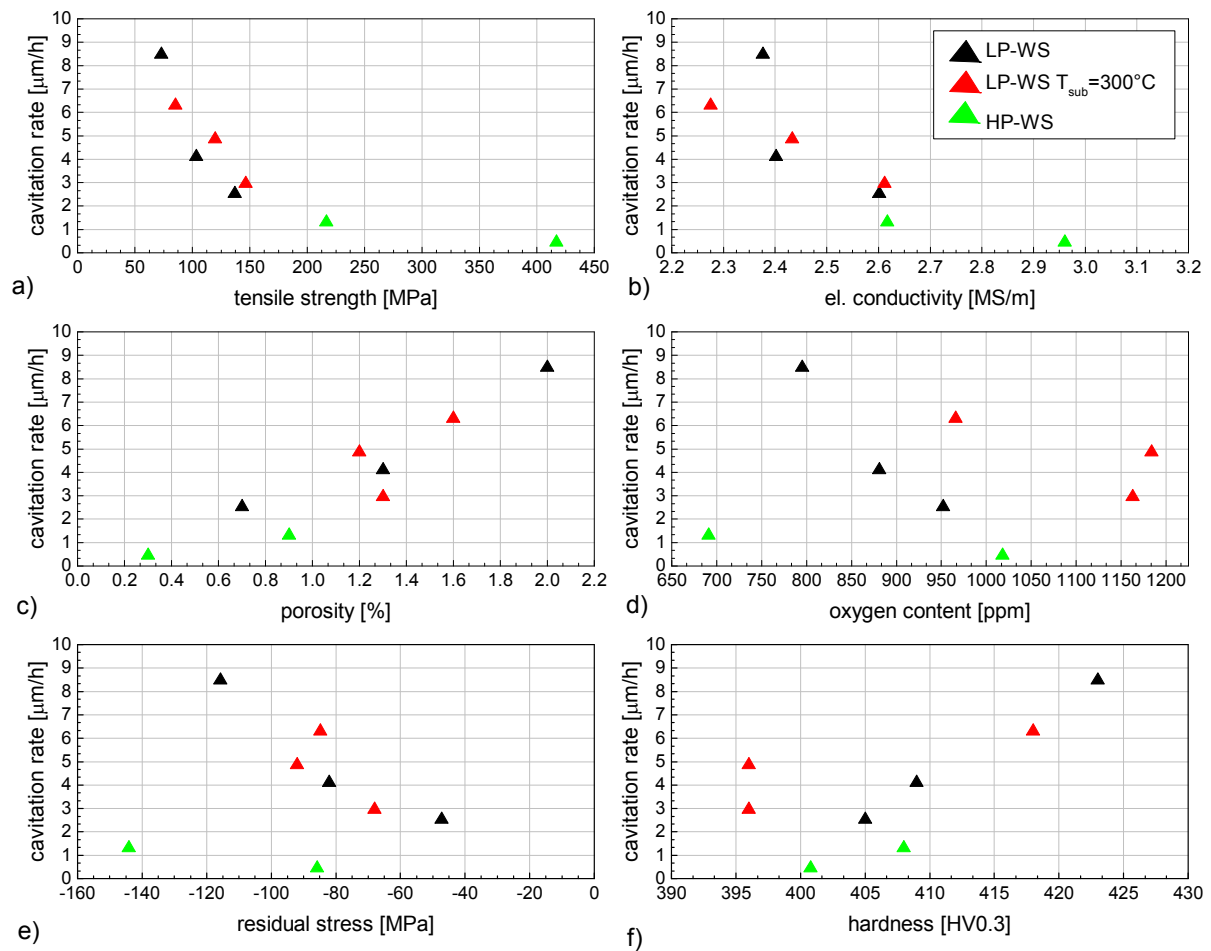 10
9
8
7
6
5
4
3
2
1
0
cavitation rate [μm/h]
0 50 100 150 200 250 300 350 400 450
a)
tensile strength [MPa]
10
9
8
7
6
5
4
3
2
1
0
cavitation rate [μm/h]
LP-WS
LP-WS Tsub=300°C
HP-WS
2.2 2.3 2.4 2.5 2.6 2.7 2.8 2.9 3.0 3.1 3.2
b)
el. conductivity [MS/m]
10
9
8
7
6
5
4
3
2
1
0
cavitation rate [μm/h]
0.0 0.2 0.4 0.6 0.8 1.0 1.2 1.4 1.6 1.8 2.0 2.2
c)
porosity [%]
10
9
8
7
6
5
4
3
2
1
0
cavitation rate [μm/h]
650 700 750 800 850 900 950 1000 1050 1100 1150 1200
d)
oxygen content [ppm]
10
9
8
7
6
5
4
3
2
1
0
cavitation rate [μm/h]
-160 -140 -120 -100 -80 -60 -40 -20 0
e)
residual stress [MPa]
10
9
8
7
6
5
4
3
2
1
0
cavitation rate [μm/h]
390 395 400 405 410 415 420 425 430
f)
hardness [HV0.3]